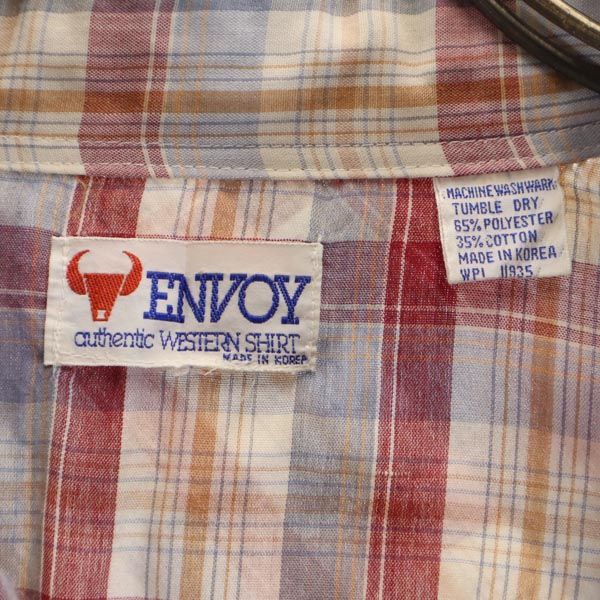 ENVOY
authentic WESTERN SHIRT
MADE IN KOREA
MACHINE WASH WARM
TUMBLE DRY
65% POLYESTER
35% COTTON
MADE IN KOREA
WPL 11935